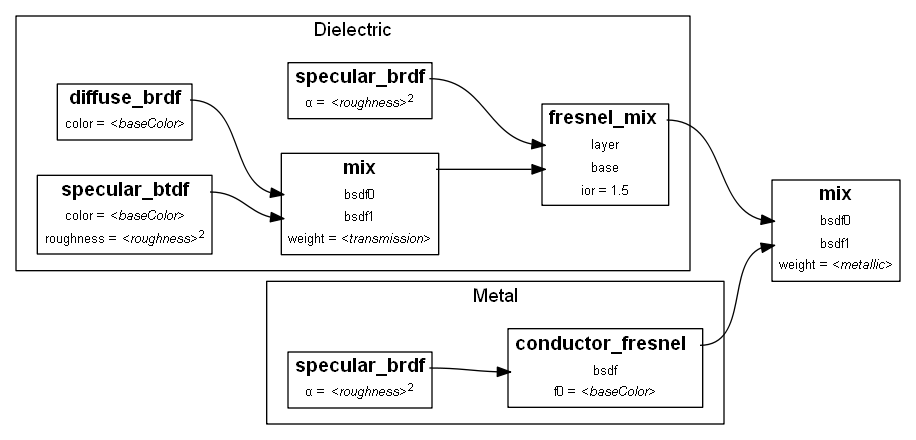 Dielectric
diffuse_brdf
color = <baseColor>
specular_btdf
color = <baseColor>
roughness = <roughness>²
specular_brdf
α = <roughness>²
mix
bsdf0
bsdf1
weight = <transmission>
fresnel_mix
layer
base
ior = 1.5
Metal
specular_brdf
α = <roughness>²
conductor_fresnel
bsdf
f0 = <baseColor>
mix
bsdf0
bsdf1
weight = <metallic>